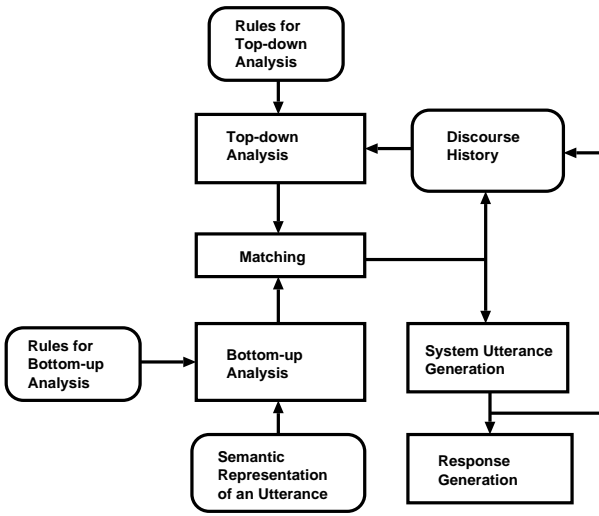 Rules for
Top-down
Analysis
Top-down
Analysis
Discourse
History
Matching
Rules for
Bottom-up
Analysis
Bottom-up
Analysis
System Utterance
Generation
Semantic
Representation
of an Utterance
Response
Generation